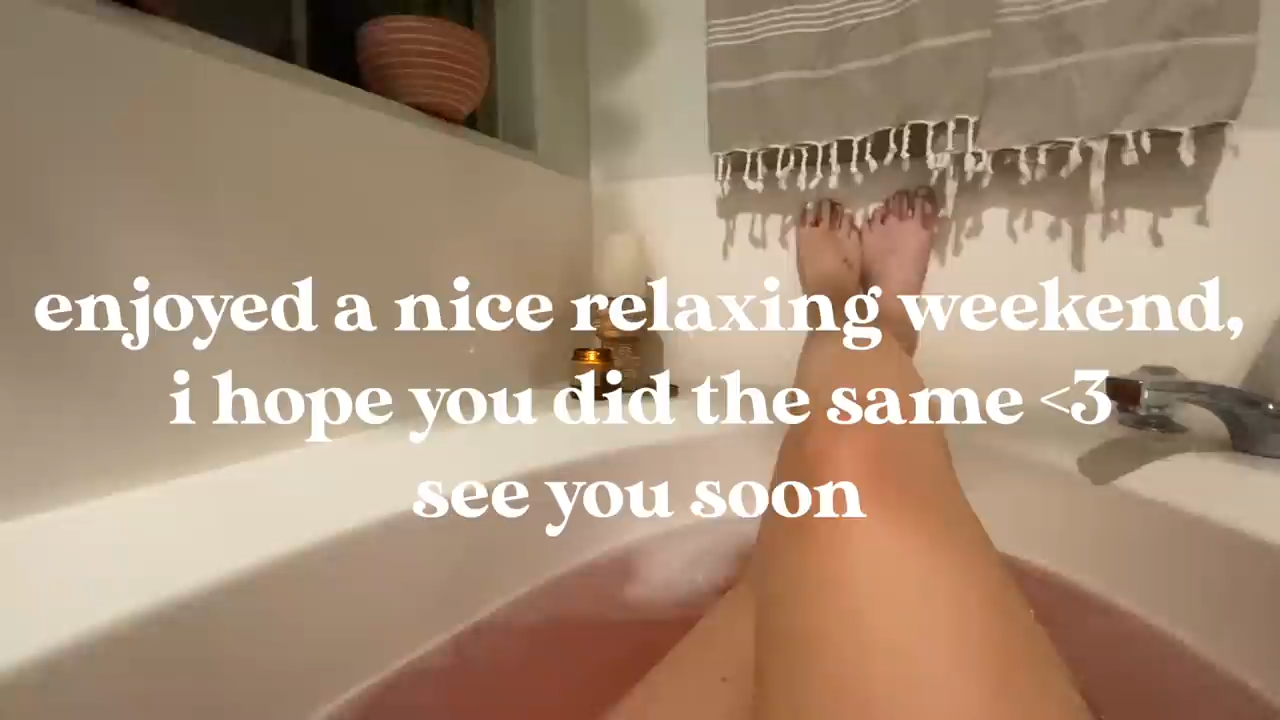 enjoyed a nice relaxing weekend,
i hope you did the same <3
see you soon